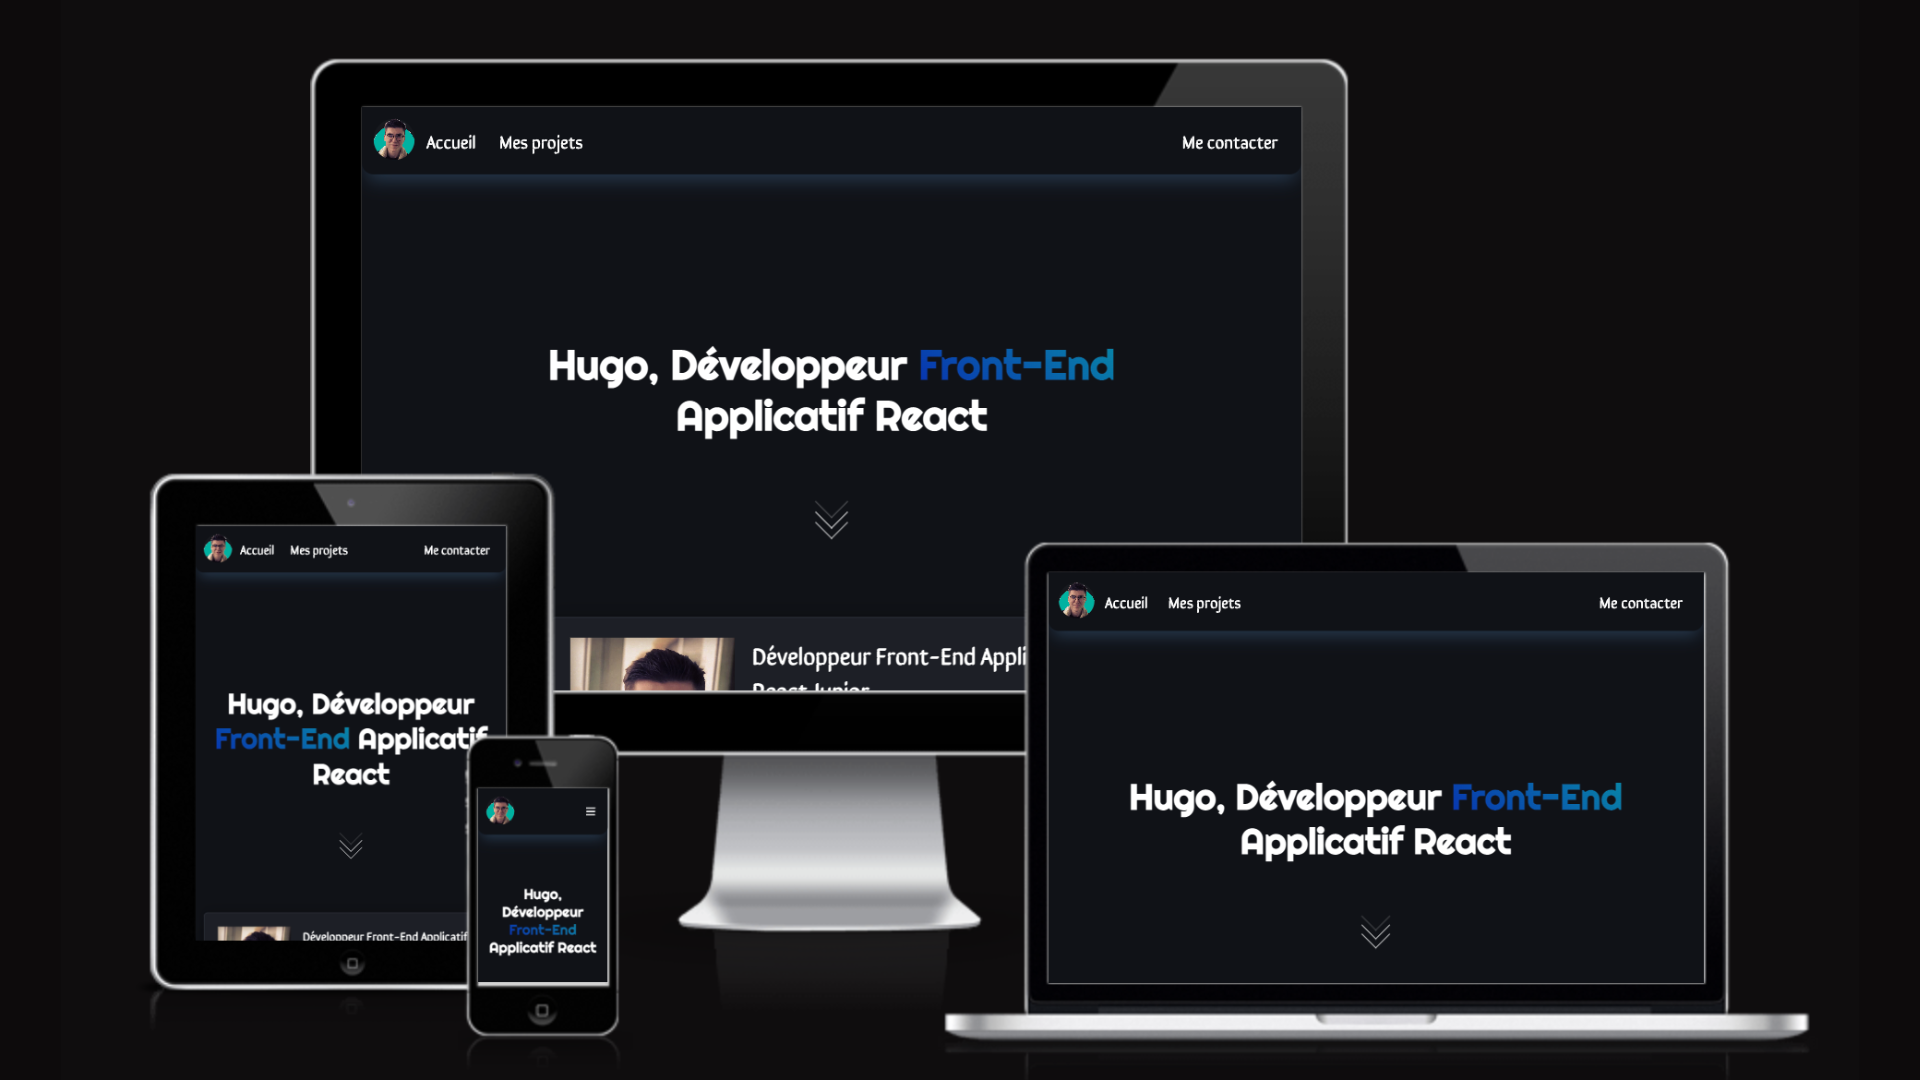 Accueil Mes projets Me contacter
Hugo, Développeur Front-End
Applicatif React
Développeur Front-End Appli
React Junior
Accueil Mes projets Me contacter
Hugo, Développeur
Front-End Applicatif
React
Développeur Front-End Applicatif
Hugo,
Développeur
Front-End
Applicatif React
Accueil Mes projets Me contacter
Hugo, Développeur Front-End
Applicatif React